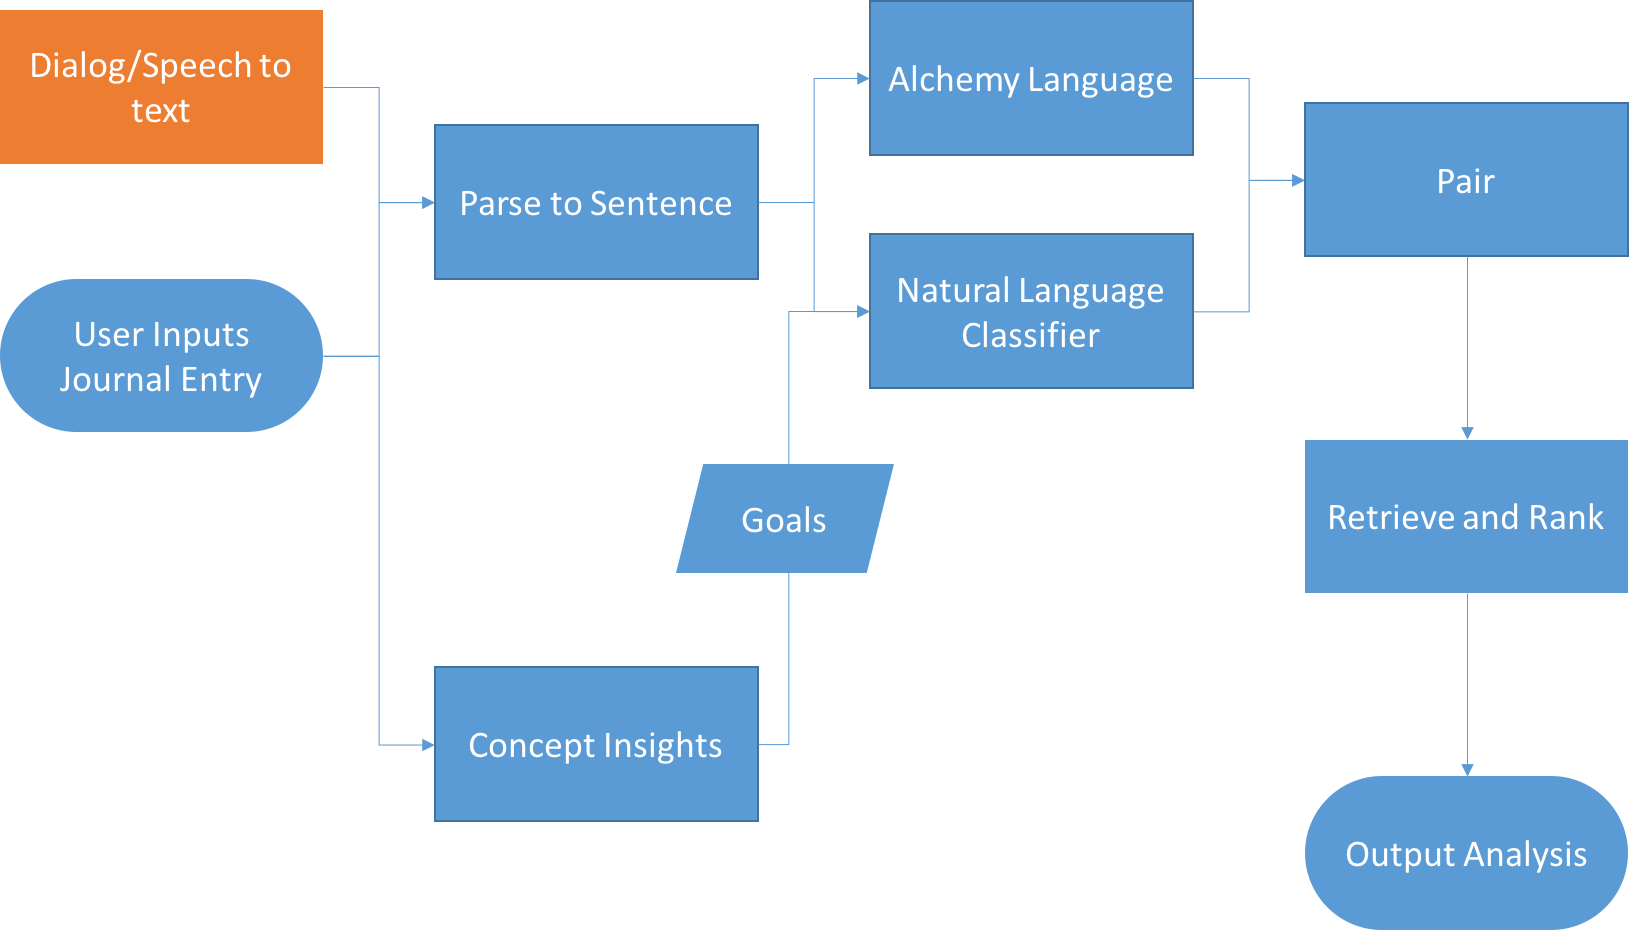 Dialog/Speech to
text
User Inputs
Journal Entry
Parse to Sentence
Concept Insights
Goals
Alchemy Language
Natural Language
Classifier
Pair
Retrieve and Rank
Output Analysis